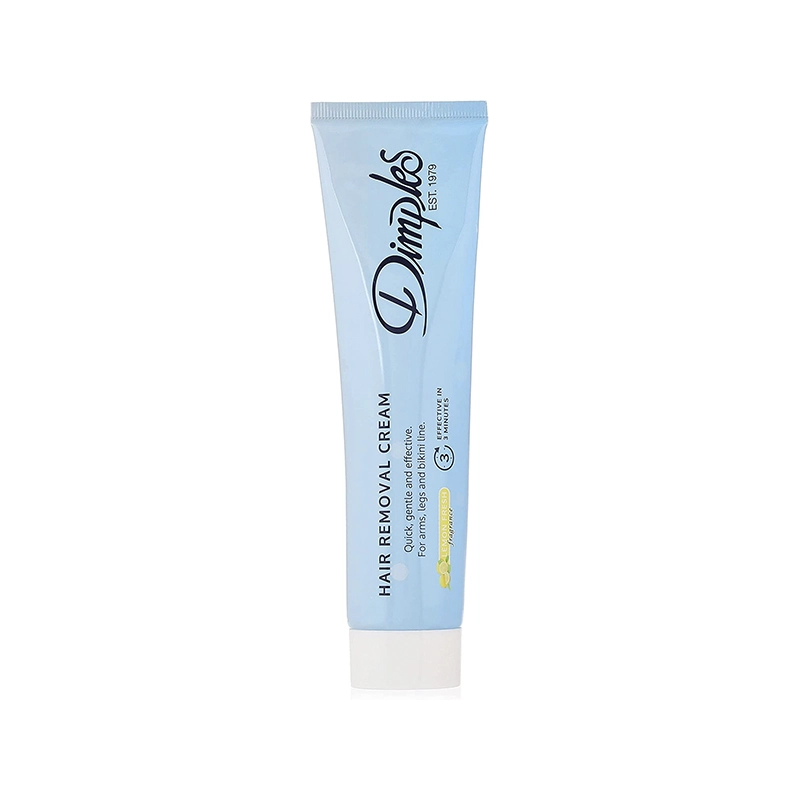 Dimples
EST. 1979
HAIR REMOVAL CREAM
Quick, gentle and effective.
For arms, legs and bikini line.
3
EFFECTIVE IN
3 MINUTES
LEMON FRESH
fragrance